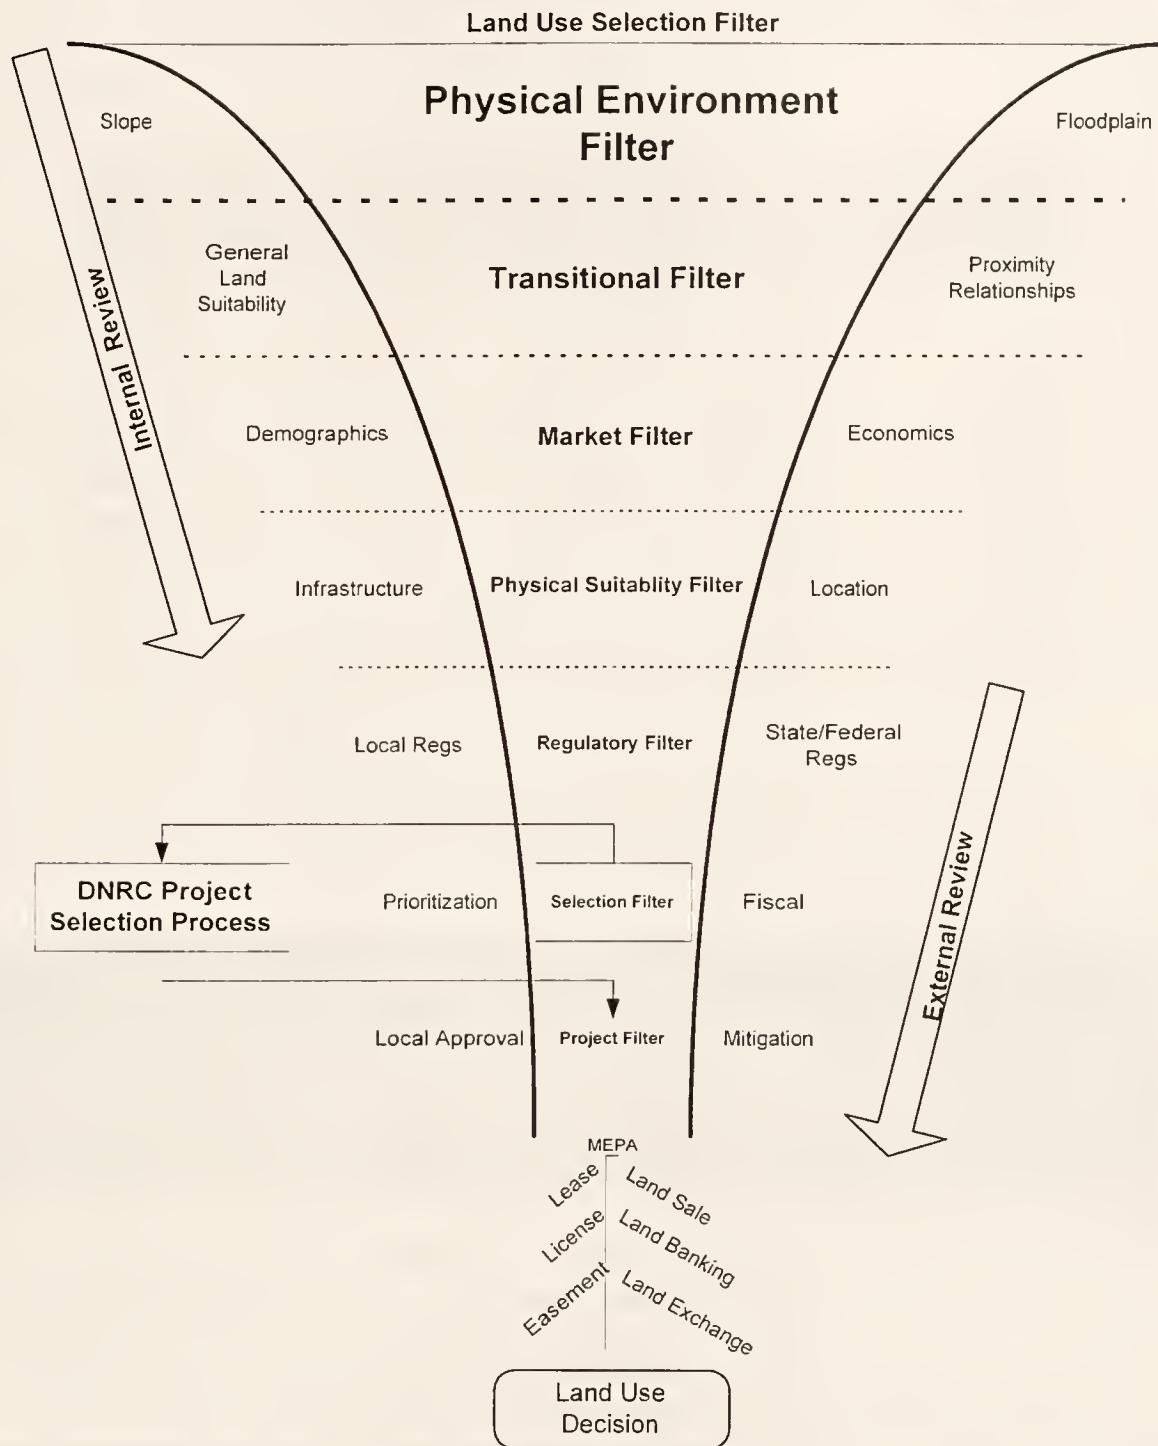 Land Use Selection Filter
Physical Environment
Filter
Slope
Floodplain
General
Land
Suitability
Transitional Filter
Proximity
Relationships
Internal Review
Demographics
Market Filter
Economics
Infrastructure
Physical Suitablity Filter
Location
Local Regs
Regulatory Filter
State/Federal
Regs
DNRC Project
Selection Process
Prioritization
Selection Filter
Fiscal
External Review
Local Approval
Project Filter
Mitigation
MEPA
Lease
Land Sale
License
Land Banking
Easement
Land Exchange
Land Use
Decision